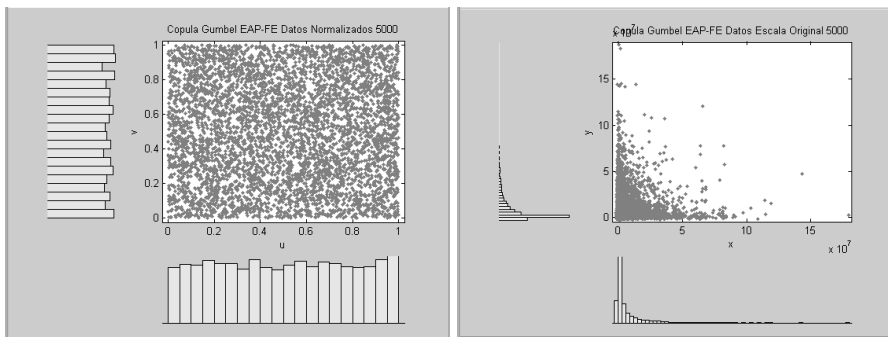 Copula Gumbel EAP-FE Datos Normalizados 5000
1
0.8
0.6
v
0.4
0.2
0
0 0.2 0.4 0.6 0.8 1
u
x 10^7
Copula Gumbel EAP-FE Datos Escala Original 5000
15
10
y
5
0
0 5 10 15
x
x 10^7